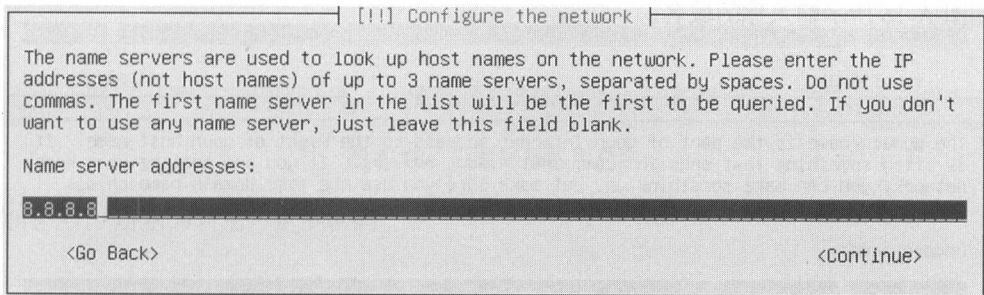 [!!] Configure the network
The name servers are used to look up host names on the network. Please enter the IP
addresses (not host names) of up to 3 name servers, separated by spaces. Do not use
commas. The first name server in the list will be the first to be queried. If you don't
want to use any name server, just leave this field blank.
Name server addresses:
8.8.8.8
<Go Back> <Continue>